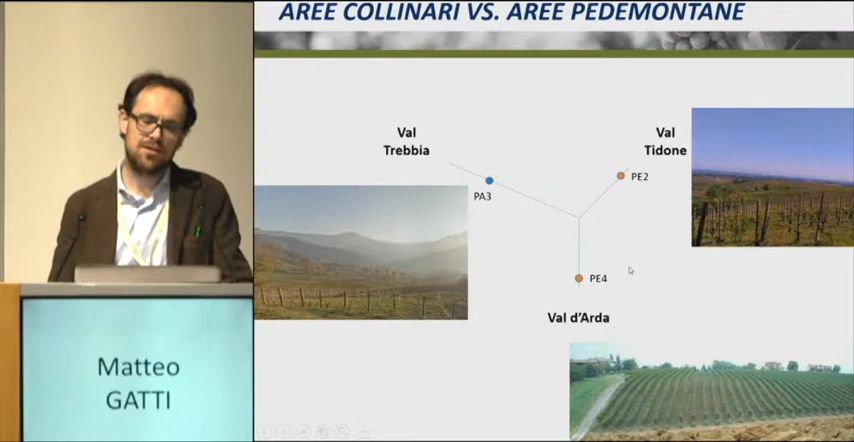 AREE COLLINARI VS. AREE PEDEMONTANE
Val
Trebbia
Val
Tidone
PA3
PE2
PE4
Val d'Arda
Matteo
GATTI